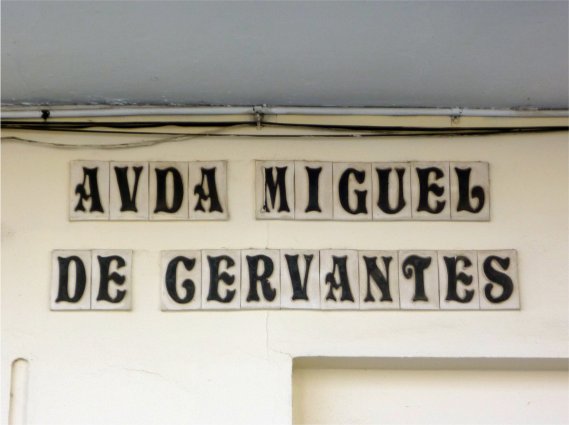 AVDA MIGUEL
DE CERVANTES